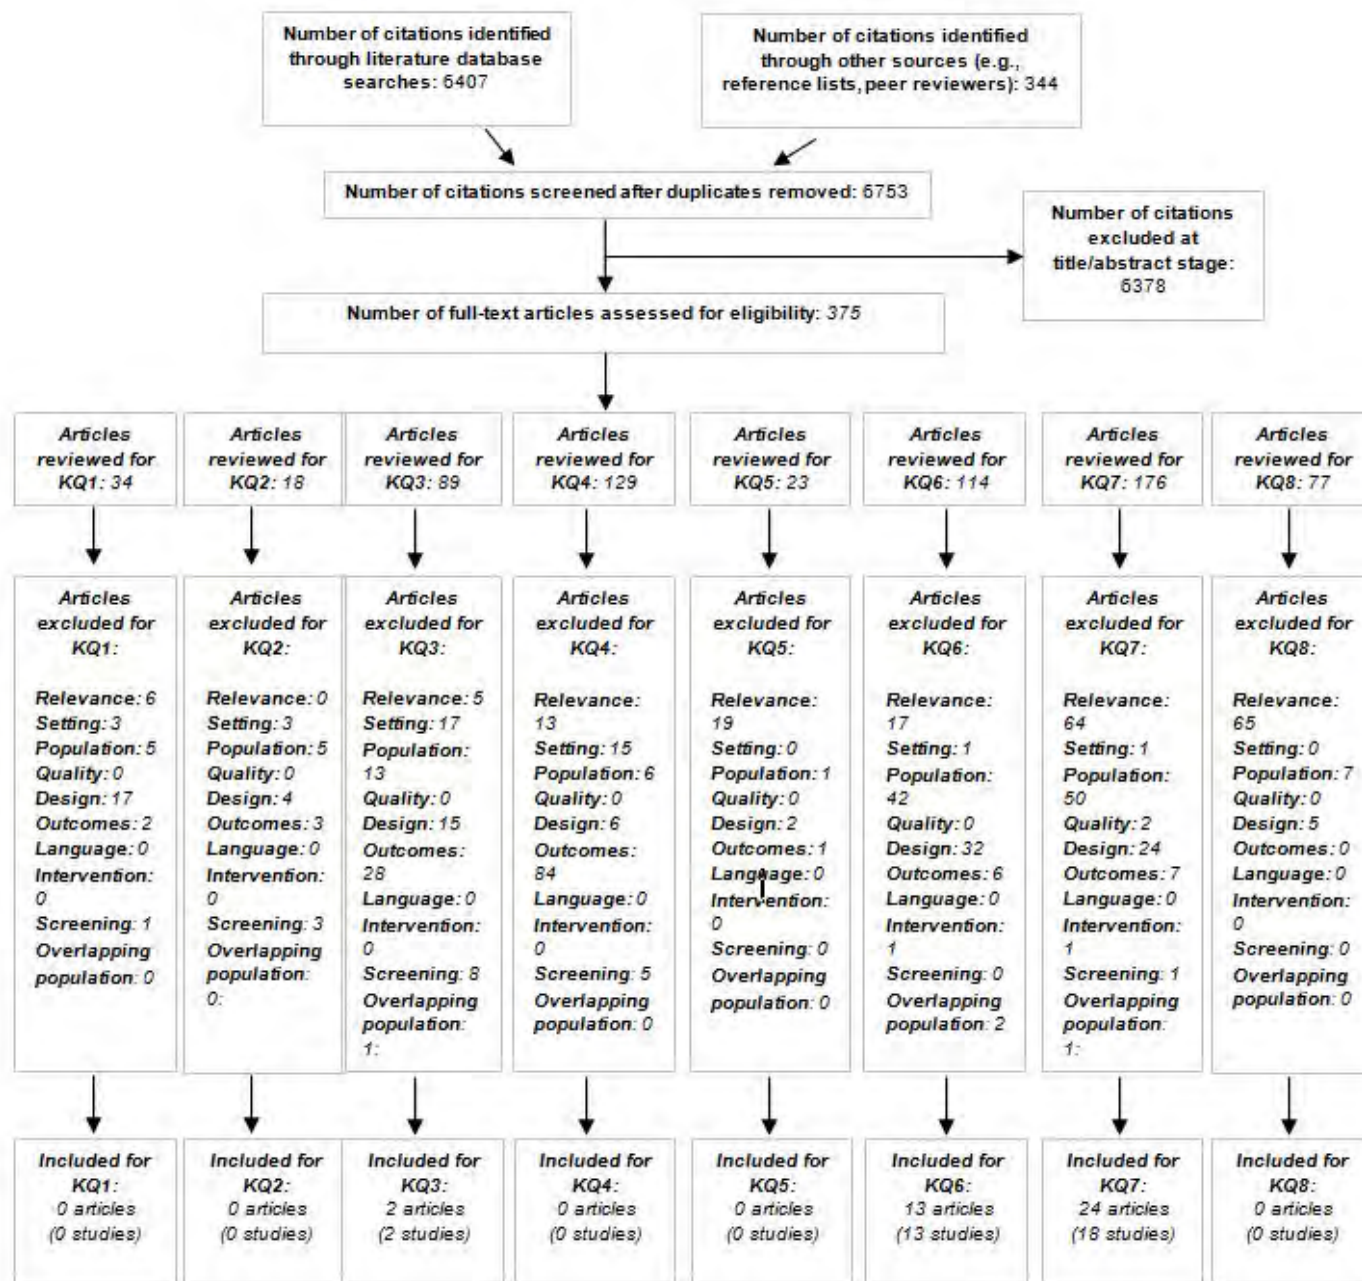 Number of citations identified
through literature database
searches: 6407
Number of citations identified
through other sources (e.g.,
reference lists, peer reviewers): 344
Number of citations screened after duplicates removed: 6753
Number of citations
excluded at
title/abstract stage:
6378
Number of full-text articles assessed for eligibility: 375
Articles
reviewed for
KQ1: 34
Articles
reviewed for
KQ2: 18
Articles
reviewed for
KQ3: 89
Articles
reviewed for
KQ4: 129
Articles
reviewed for
KQ5: 23
Articles
reviewed for
KQ6: 114
Articles
reviewed for
KQ7: 176
Articles
reviewed for
KQ8: 77
Articles
excluded for
KQ1:
Relevance: 6
Setting: 3
Population: 5
Quality: 0
Design: 17
Outcomes: 2
Language: 0
Intervention:
0
Screening: 1
Overlapping
population: 0
Articles
excluded for
KQ2:
Relevance: 0
Setting: 3
Population: 5
Quality: 0
Design: 4
Outcomes: 3
Language: 0
Intervention:
0
Screening: 3
Overlapping
population:
0:
Articles
excluded for
KQ3:
Relevance: 5
Setting: 17
Population:
13
Quality: 0
Design: 15
Outcomes:
28
Language: 0
Intervention:
0
Screening: 8
Overlapping
population:
1:
Articles
excluded for
KQ4:
Relevance:
13
Setting: 15
Population: 6
Quality: 0
Design: 6
Outcomes:
84
Language: 0
Intervention:
0
Screening: 5
Overlapping
population: 0
Articles
excluded for
KQ5:
Relevance:
19
Setting: 0
Population: 1
Quality: 0
Design: 2
Outcomes: 1
Language: 0
Intervention:
0
Screening: 0
Overlapping
population: 0
Articles
excluded for
KQ6:
Relevance:
17
Setting: 1
Population:
42
Quality: 0
Design: 32
Outcomes: 6
Language: 0
Intervention:
1
Screening: 0
Overlapping
population: 2
Articles
excluded for
KQ7:
Relevance:
64
Setting: 1
Population:
50
Quality: 2
Design: 24
Outcomes: 7
Language: 0
Intervention:
1
Screening: 1
Overlapping
population:
1:
Articles
excluded for
KQ8:
Relevance:
65
Setting: 0
Population: 7
Quality: 0
Design: 5
Outcomes: 0
Language: 0
Intervention:
0
Screening: 0
Overlapping
population: 0
Included for
KQ1:
0 articles
(0 studies)
Included for
KQ2:
0 articles
(0 studies)
Included for
KQ3:
2 articles
(2 studies)
Included for
KQ4:
0 articles
(0 studies)
Included for
KQ5:
0 articles
(0 studies)
Included for
KQ6:
13 articles
(13 studies)
Included for
KQ7:
24 articles
(18 studies)
Included for
KQ8:
0 articles
(0 studies)